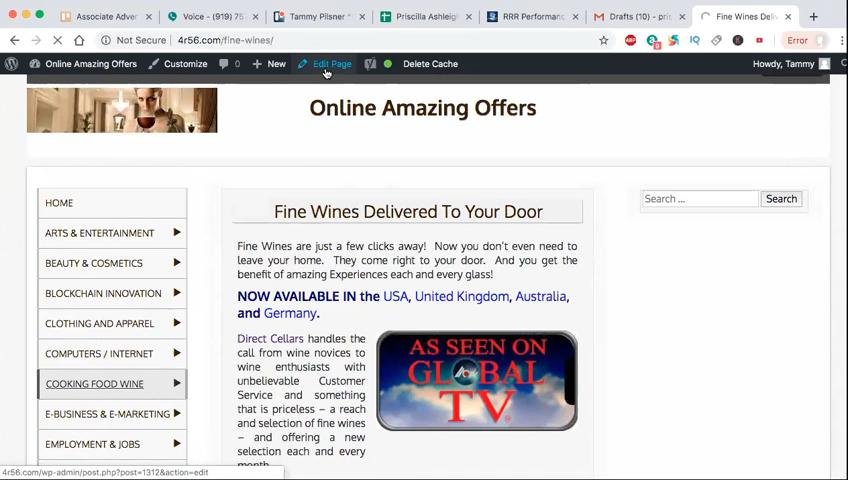 Associate Adver
Voice - (919) 75
Tammy Pilsner
Priscilla Ashleig
RRR Performanc
Drafts (10) - pris
Fine Wines Deliv
Not Secure
4r56.com/fine-wines/
Error
Online Amazing Offers
Customize
0
New
Edit Page
Delete Cache
Howdy, Tammy
Online Amazing Offers
HOME
ARTS & ENTERTAINMENT
BEAUTY & COSMETICS
BLOCKCHAIN INNOVATION
CLOTHING AND APPAREL
COMPUTERS / INTERNET
COOKING FOOD WINE
E-BUSINESS & E-MARKETING
EMPLOYMENT & JOBS
Fine Wines Delivered To Your Door
Fine Wines are just a few clicks away! Now you don't even need to
leave your home. They come right to your door. And you get the
benefit of amazing Experiences each and every glass!
NOW AVAILABLE IN the USA, United Kingdom, Australia,
and Germany.
Direct Cellars handles the
call from wine novices to
wine enthusiasts with
unbelievable Customer
Service and something
that is priceless – a reach
and selection of fine wines
– and offering a new
selection each and every
month.
AS SEEN ON
GLOBAL
TV
Search ...
Search
4r56.com/wp-admin/post.php?post=1312&action=edit